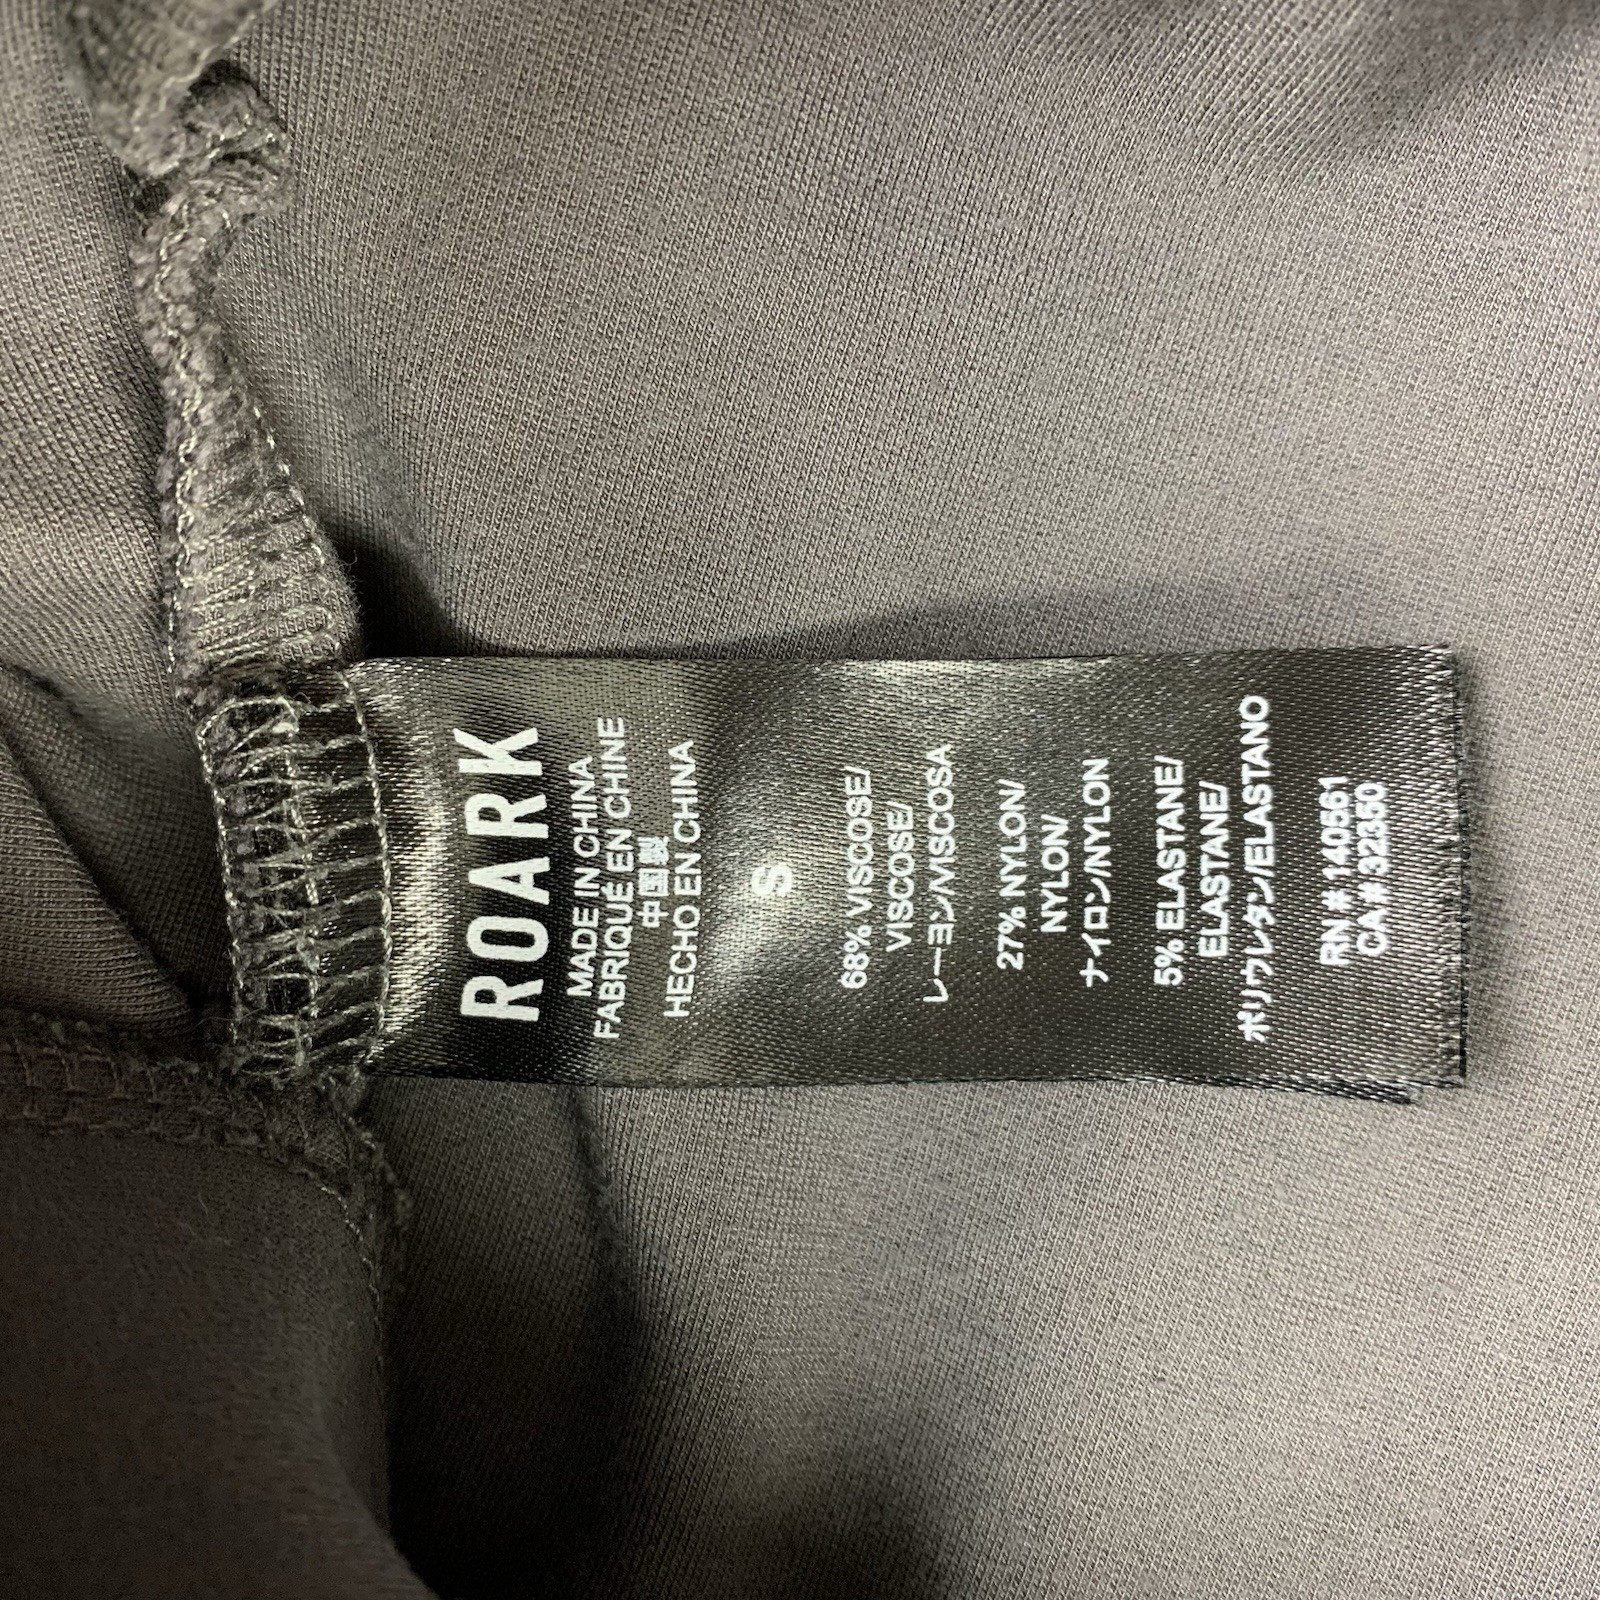 ROARK
MADE IN CHINA
FABRIQUÉ EN CHINE
中国製
HECHO EN CHINA
S
68% VISCOSE/
VISCOSE/
レーヨン/VISCOSA
27% NYLON/
NYLON/
ナイロン/NYLON
5% ELASTANE/
ELASTANE/
ポリウレタン/ELASTANO
RN # 140561
CA # 32350